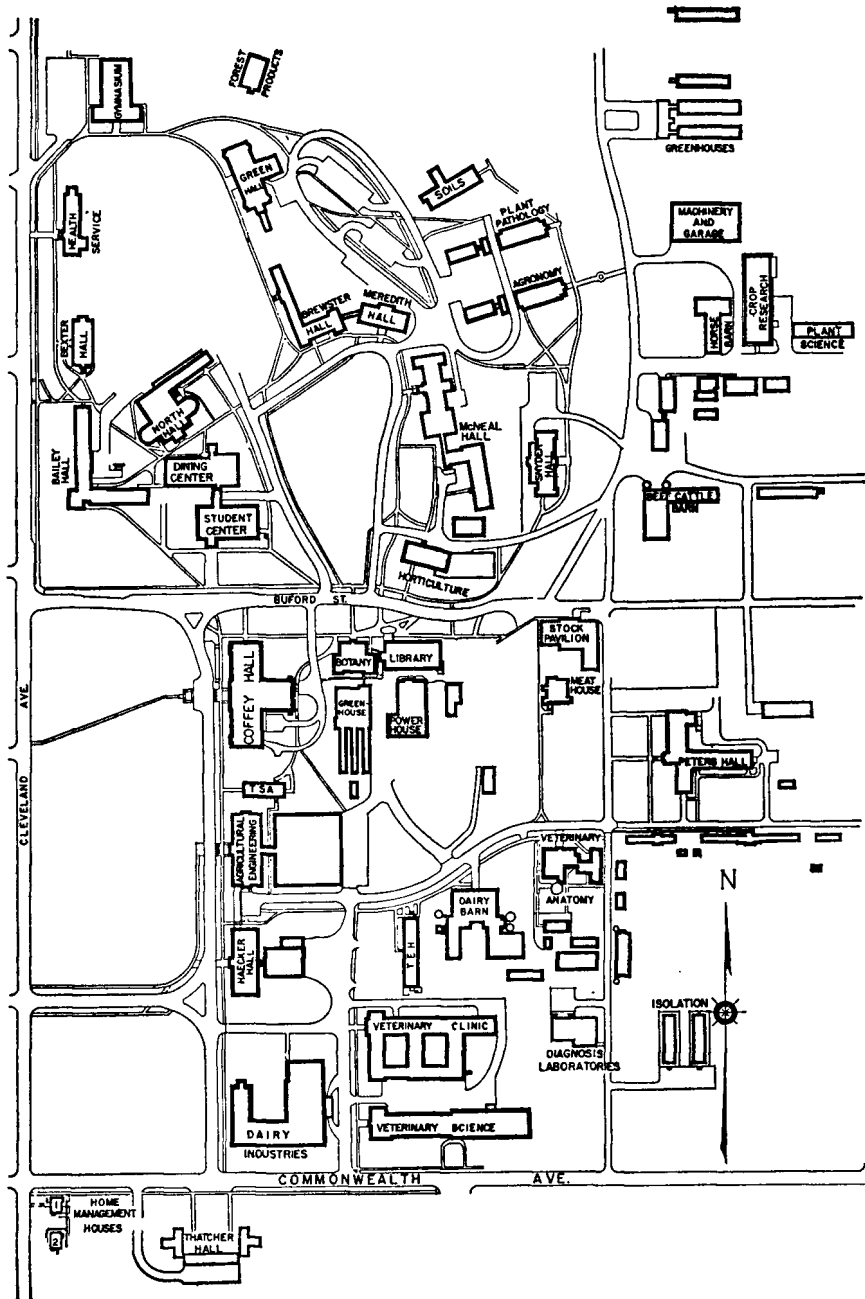 FOREST
PRODUCTS
GYMNASIUM
GREENHOUSES
GREEN
HALL
SOILS
PLANT
PATHOLOGY
MACHINERY
AND
GARAGE
HEALTH
SERVICE
AGRONOMY
CROP
RESEARCH
BREWSTER
HALL
MEREDITH
HALL
HORSE
BARN
PLANT
SCIENCE
BEXTER
HALL
NORTH
HALL
McNEAL
HALL
SNYDER
HALL
BAILEY
HALL
DINING
CENTER
BEEF CATTLE
BARN
STUDENT
CENTER
HORTICULTURE
BUFORD ST.
STOCK
PAVILION
COFFEY HALL
BOTANY
LIBRARY
MEAT
HOUSE
GREEN-
HOUSE
POWER
HOUSE
CLEVELAND AVE.
PETERS HALL
TSA
AGRICULTURAL
ENGINEERING
VETERINARY
ANATOMY
N
DAIRY
BARN
HAECKER
HALL
TEH
ISOLATION
VETERINARY CLINIC
DIAGNOSIS
LABORATORIES
DAIRY
INDUSTRIES
VETERINARY SCIENCE
COMMONWEALTH AVE.
1
HOME
MANAGEMENT
HOUSES
2
THATCHER
HALL